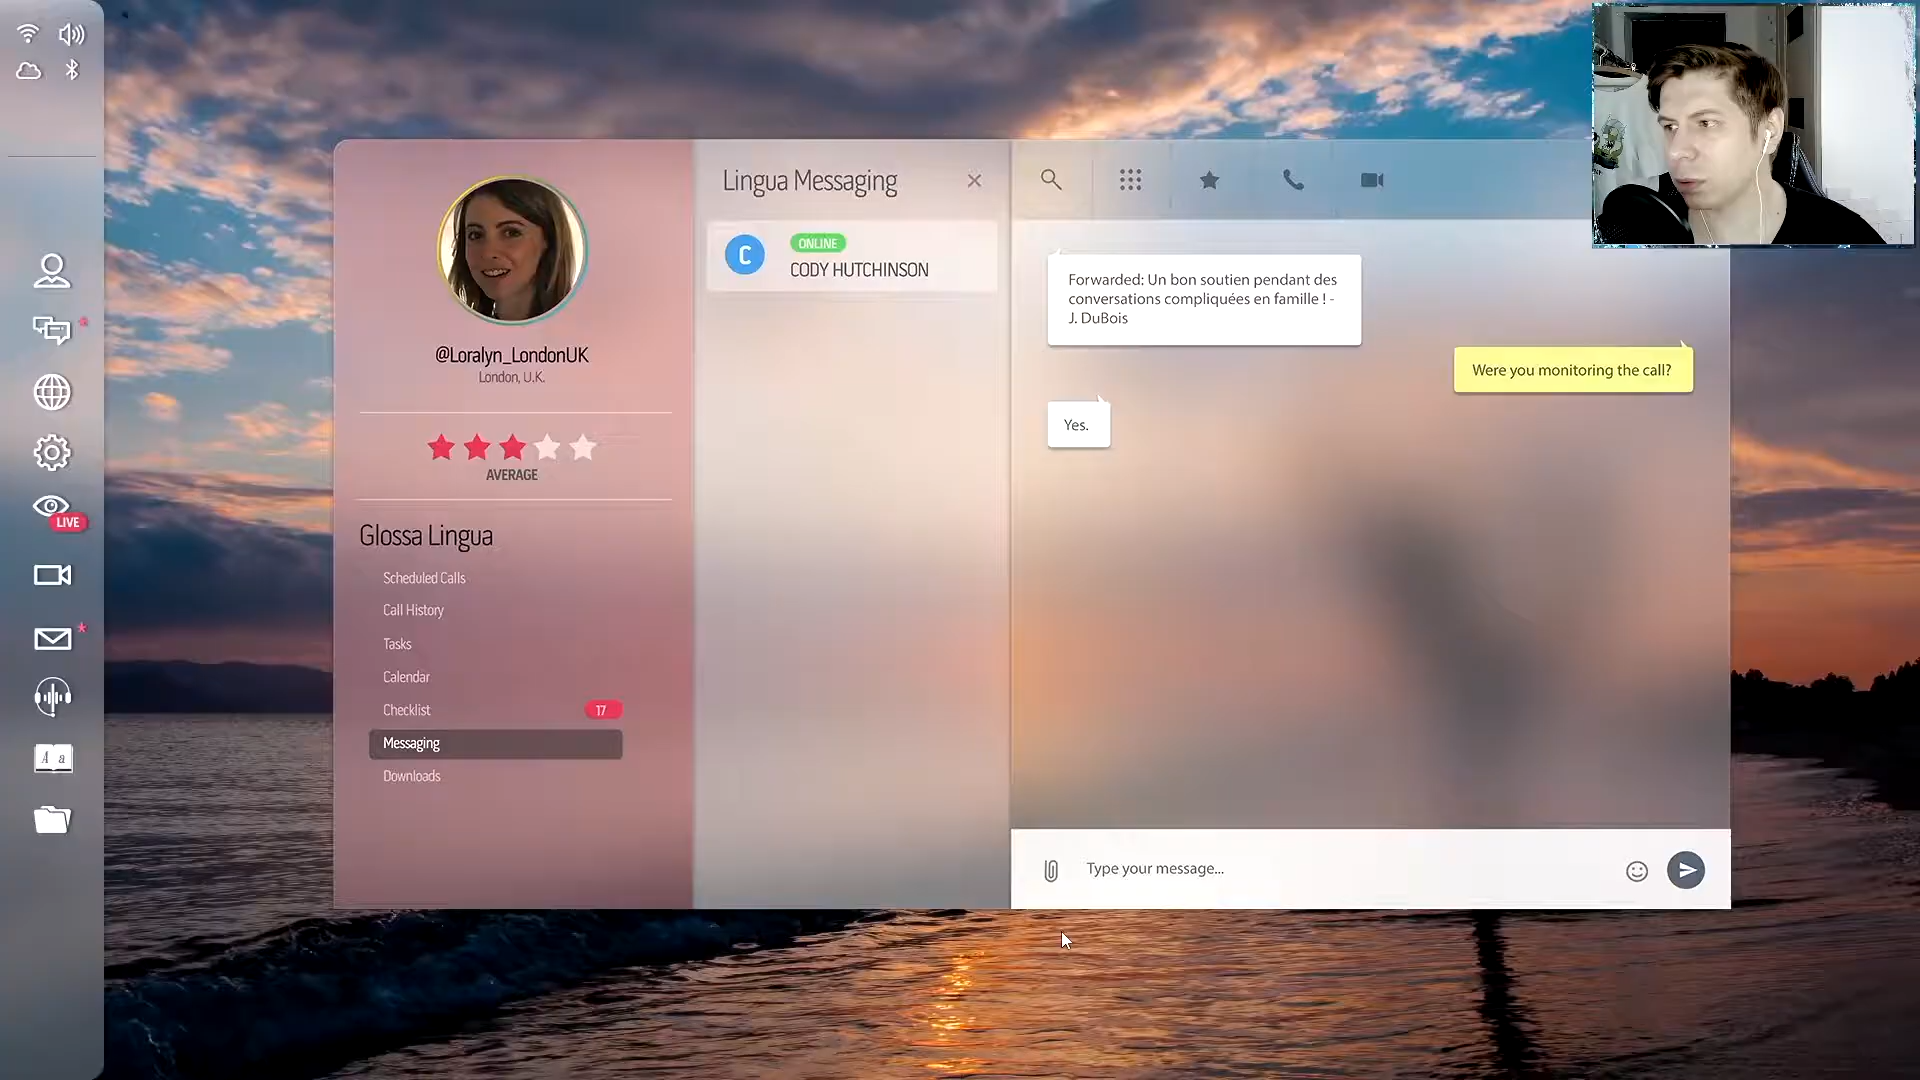 LIVE
A a
@Loralyn_LondonUK
London, U.K.
AVERAGE
Glossa Lingua
Scheduled Calls
Call History
Tasks
Calendar
Checklist 17
Messaging
Downloads
Lingua Messaging
C
ONLINE
CODY HUTCHINSON
Forwarded: Un bon soutien pendant des
conversations compliquées en famille ! -
J. DuBois
Were you monitoring the call?
Yes.
Type your message...